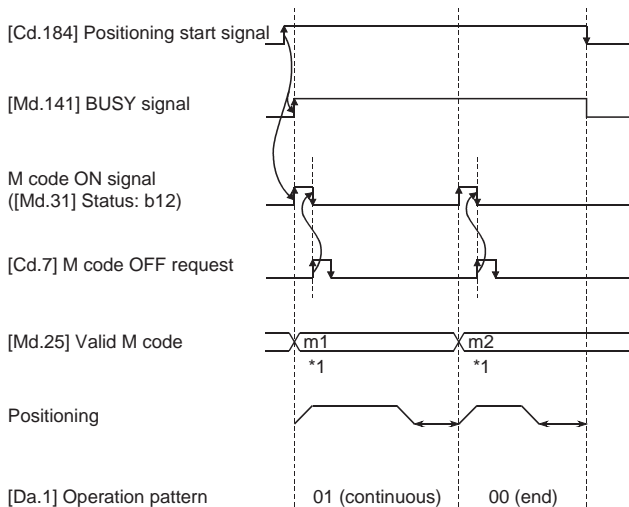 [Cd.184] Positioning start signal
[Md.141] BUSY signal
M code ON signal
([Md.31] Status: b12)
[Cd.7] M code OFF request
[Md.25] Valid M code
m1
m2
*1
*1
Positioning
[Da.1] Operation pattern
01 (continuous)
00 (end)